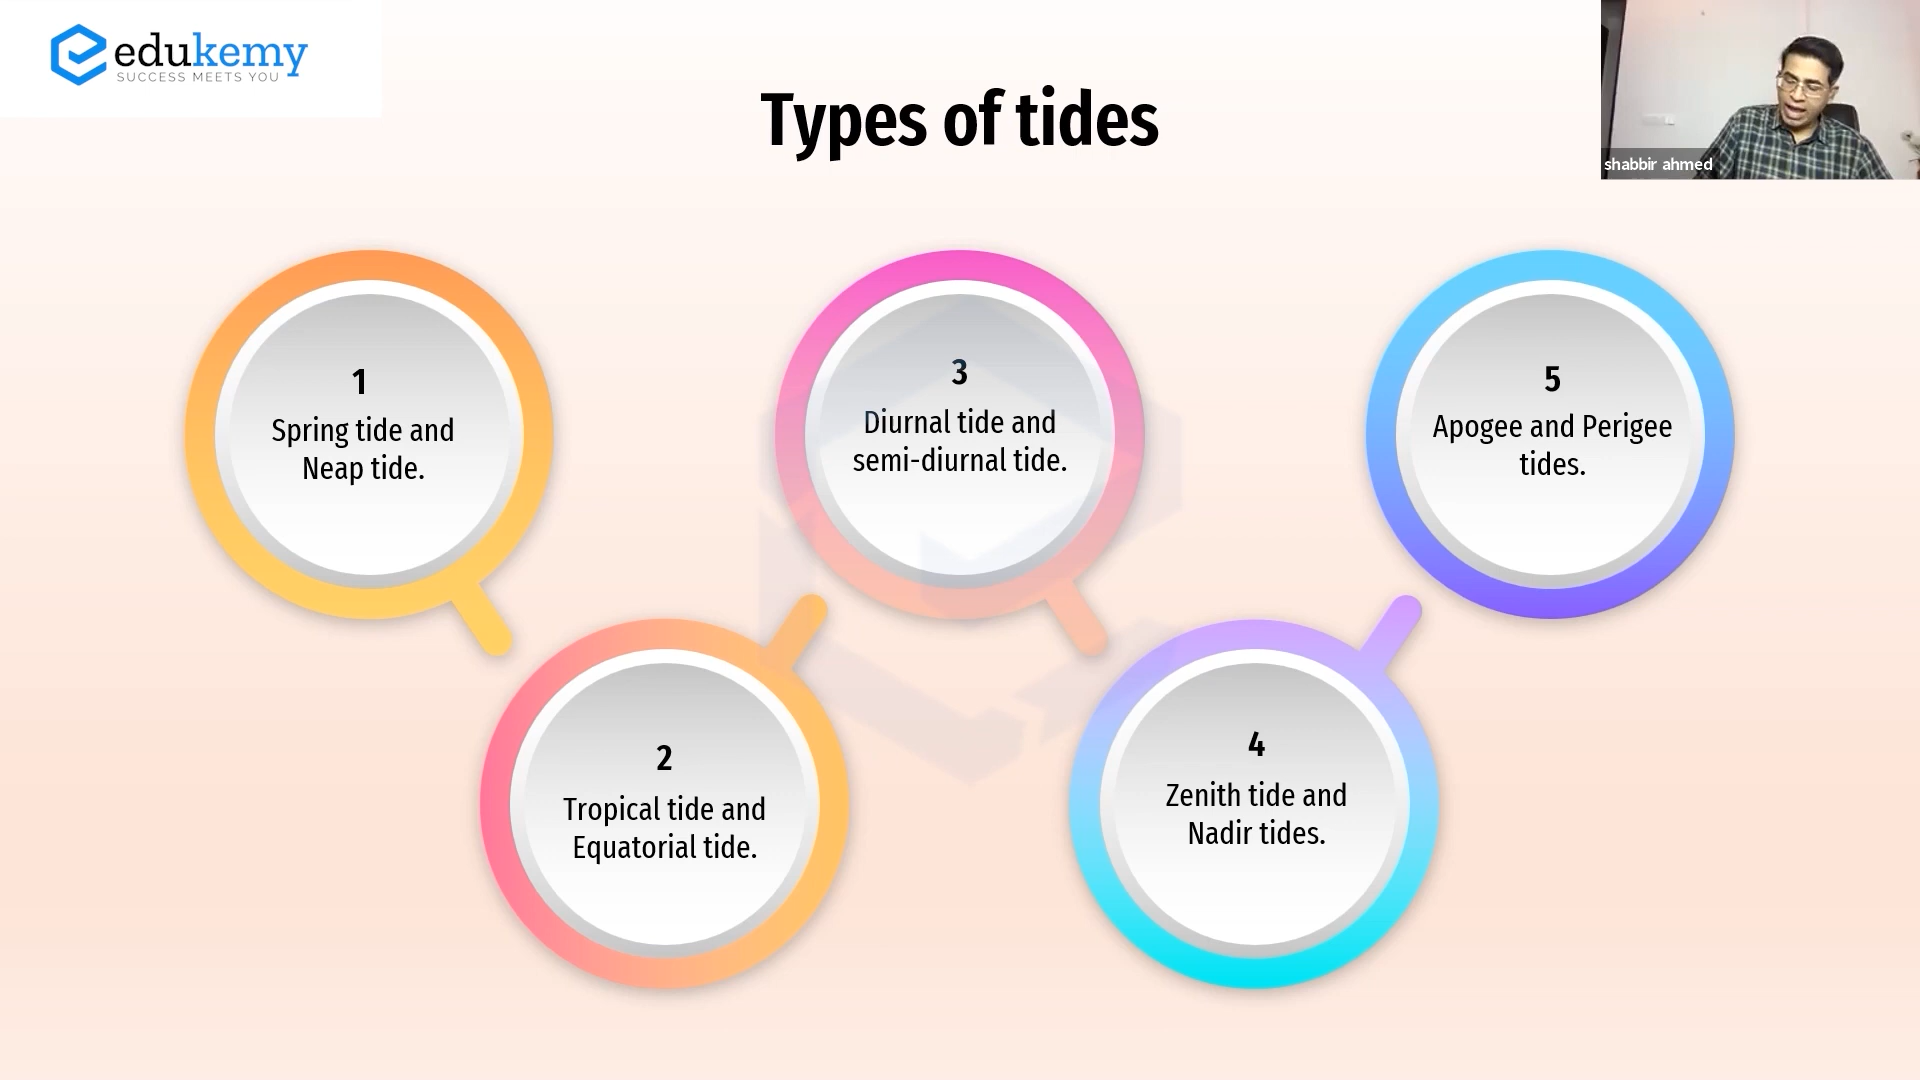 edukemy
SUCCESS MEETS YOU
Types of tides
shabbir ahmed
1
Spring tide and
Neap tide.
2
Tropical tide and
Equatorial tide.
3
Diurnal tide and
semi-diurnal tide.
4
Zenith tide and
Nadir tides.
5
Apogee and Perigee
tides.